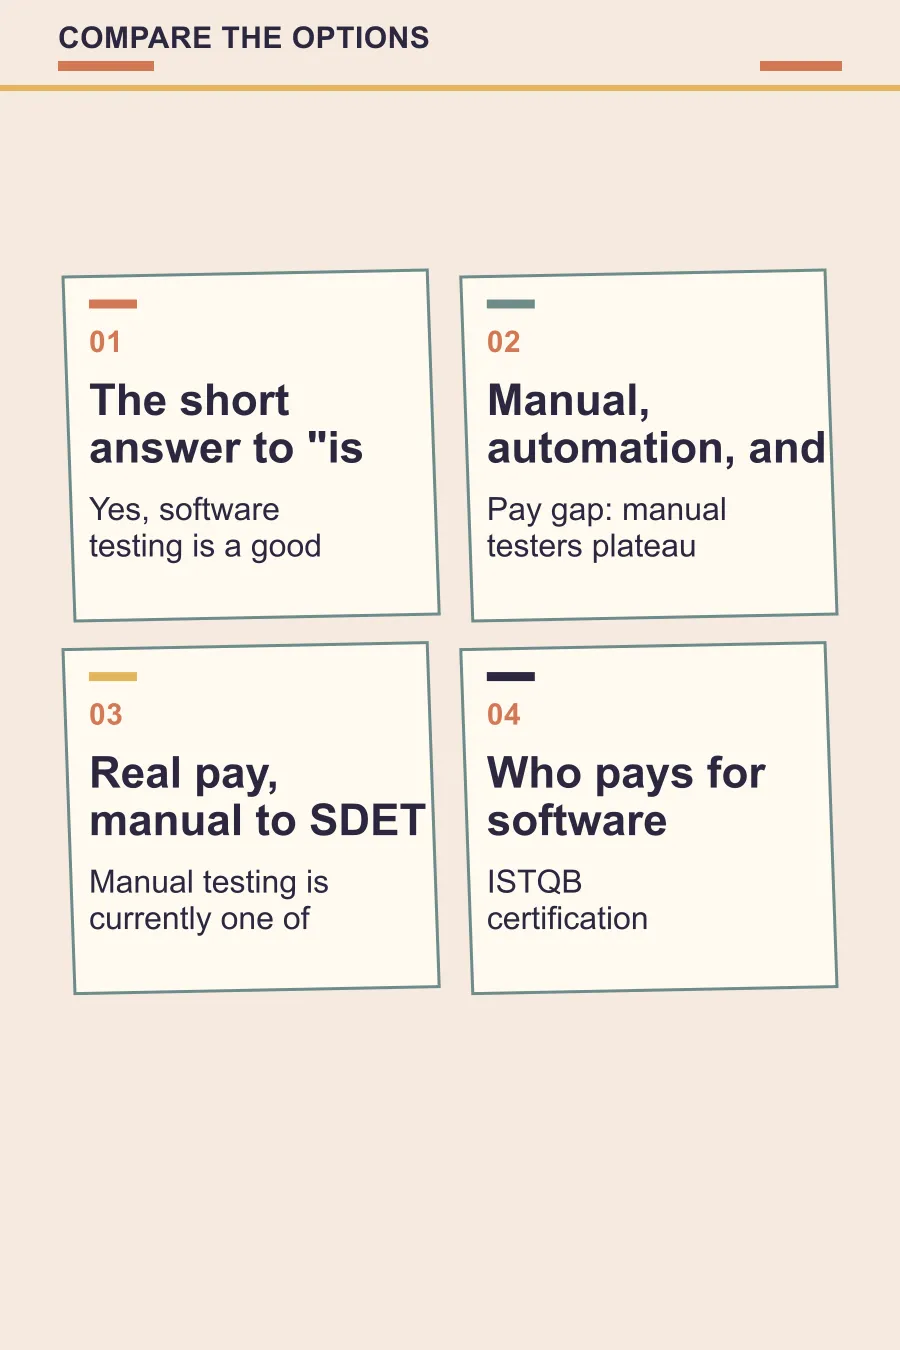 COMPARE THE OPTIONS
01
The short
answer to "is
Yes, software
testing is a good
02
Manual,
automation, and
Pay gap: manual
testers plateau
03
Real pay,
manual to SDET
Manual testing is
currently one of
04
Who pays for
software
ISTQB
certification